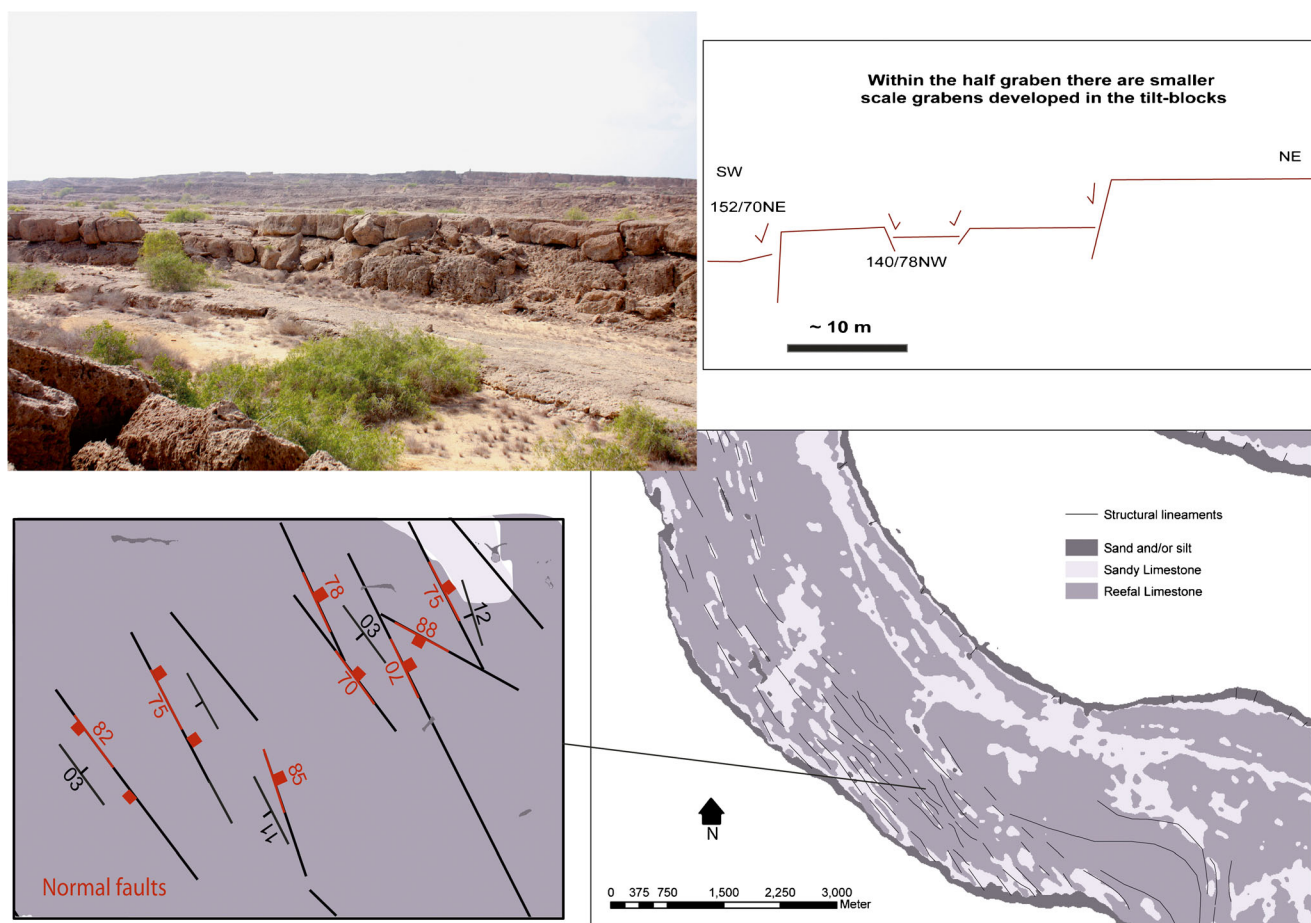 Within the half graben there are smaller
scale grabens developed in the tilt-blocks
SW
NE
152/70NE
140/78NW
~ 10 m
Structural lineaments
Sand and/or silt
Sandy Limestone
Reefal Limestone
N
0 375 750 1,500 2,250 3,000
Meter
78
03
75
12
88
70
70
75
82
03
85
11
Normal faults